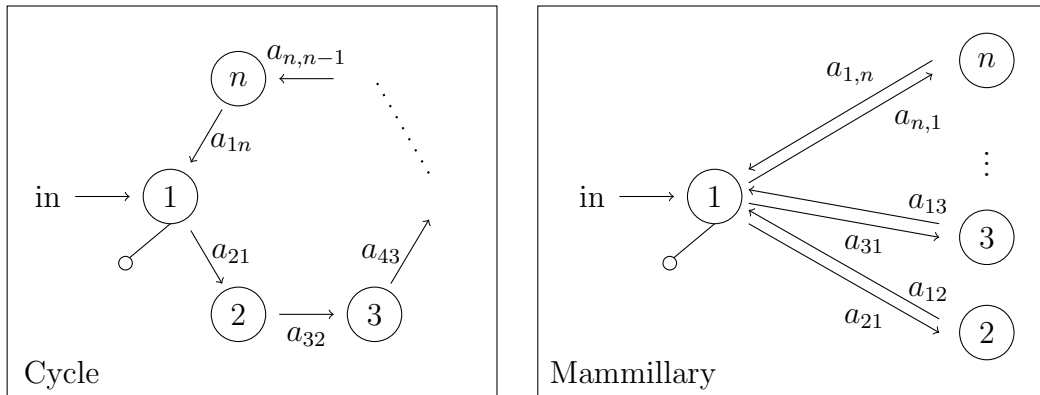 a_{n,n−1}
n
a_{1n}
in
1
a_{21}
a_{43}
2
3
a_{32}
Cycle
n
a_{1,n}
a_{n,1}
in
1
a_{13}
3
a_{31}
a_{12}
a_{21}
2
Mammillary